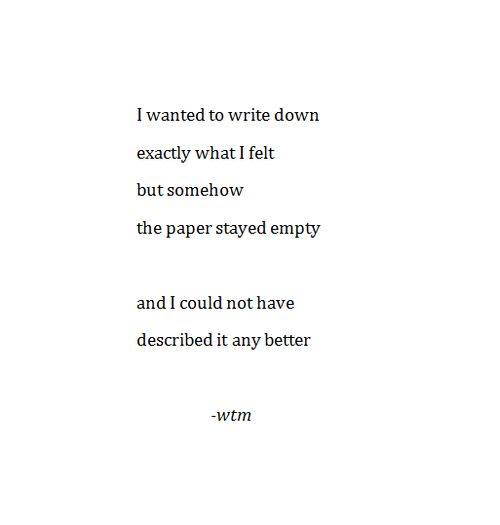 I wanted to write down
exactly what I felt
but somehow
the paper stayed empty
and I could not have
described it any better
-wtm